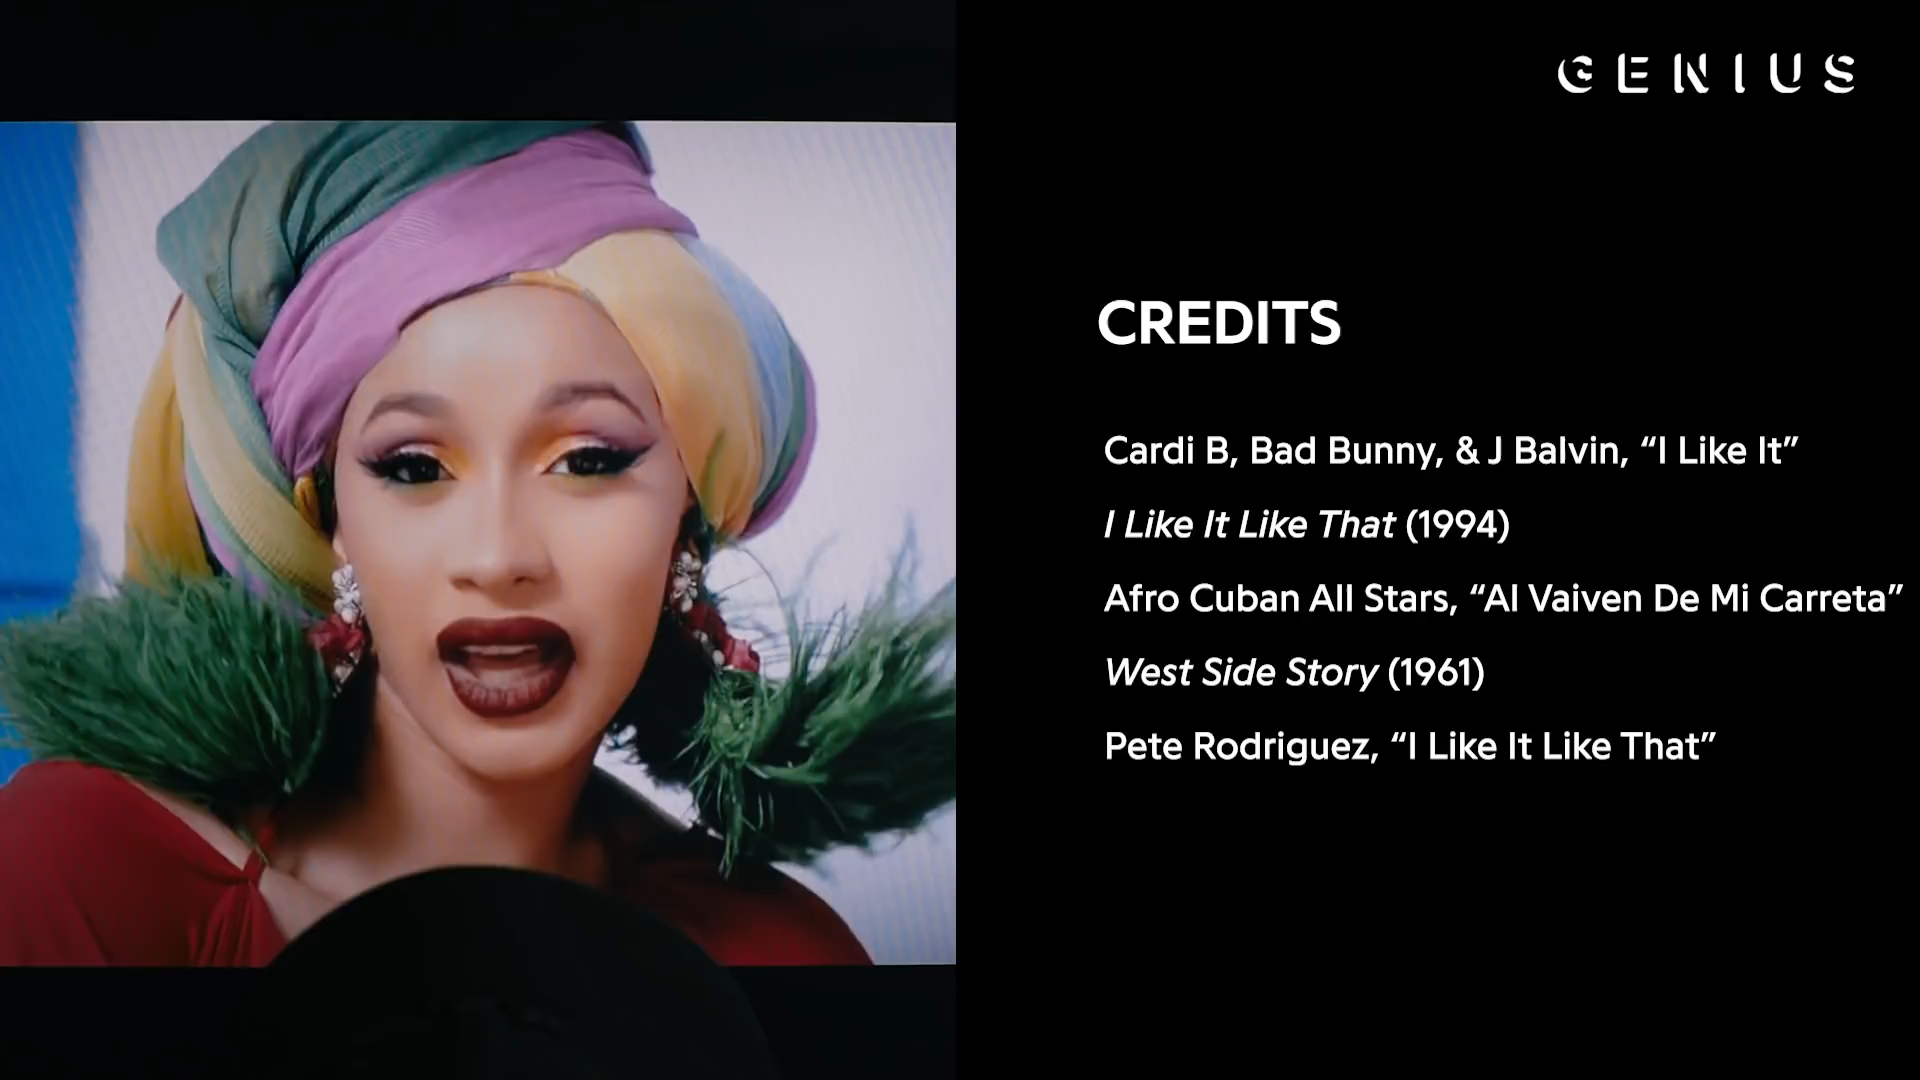 GENIUS
CREDITS
Cardi B, Bad Bunny, & J Balvin, “I Like It”
I Like It Like That (1994)
Afro Cuban All Stars, “Al Vaiven De Mi Carreta”
West Side Story (1961)
Pete Rodriguez, “I Like It Like That”